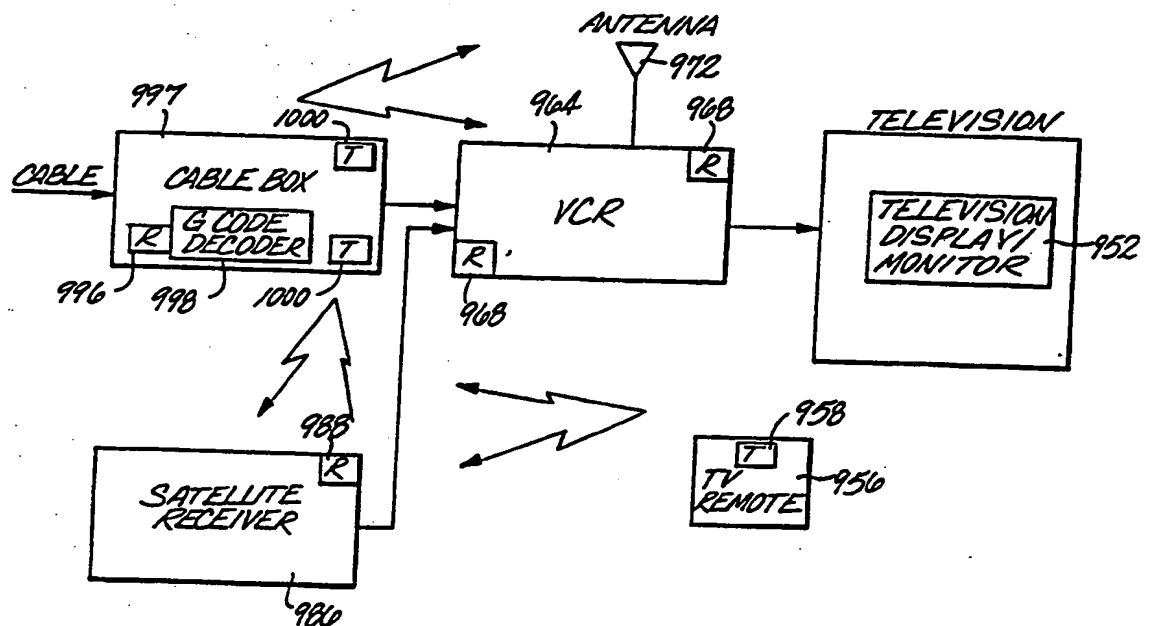 ANTENNA
972
997
1000
964
968
TELEVISION
T
R
CABLE
CABLE BOX
VCR
TELEVISION
DISPLAY/
MONITOR
952
R
G CODE
DECODER
T
R
996
998
1000
968
988
R
958
T
SATELLITE
RECEIVER
TV
REMOTE
956
986